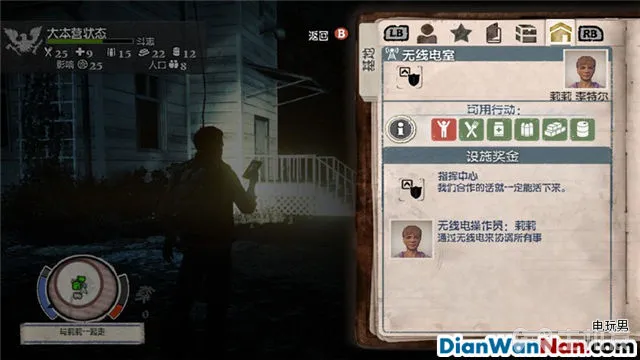 大本营状态
斗志
25 9 15 22 12
影响 25 人口 8
返回 B
LB RB
无线电室
莉莉 李特尔
可用行动：
设施奖金
指挥中心
我们合作的话就一定能活下来。
无线电操作员：莉莉
通过无线电来协调所有事
0
与莉莉一起走
电玩男
DianWanNan.com